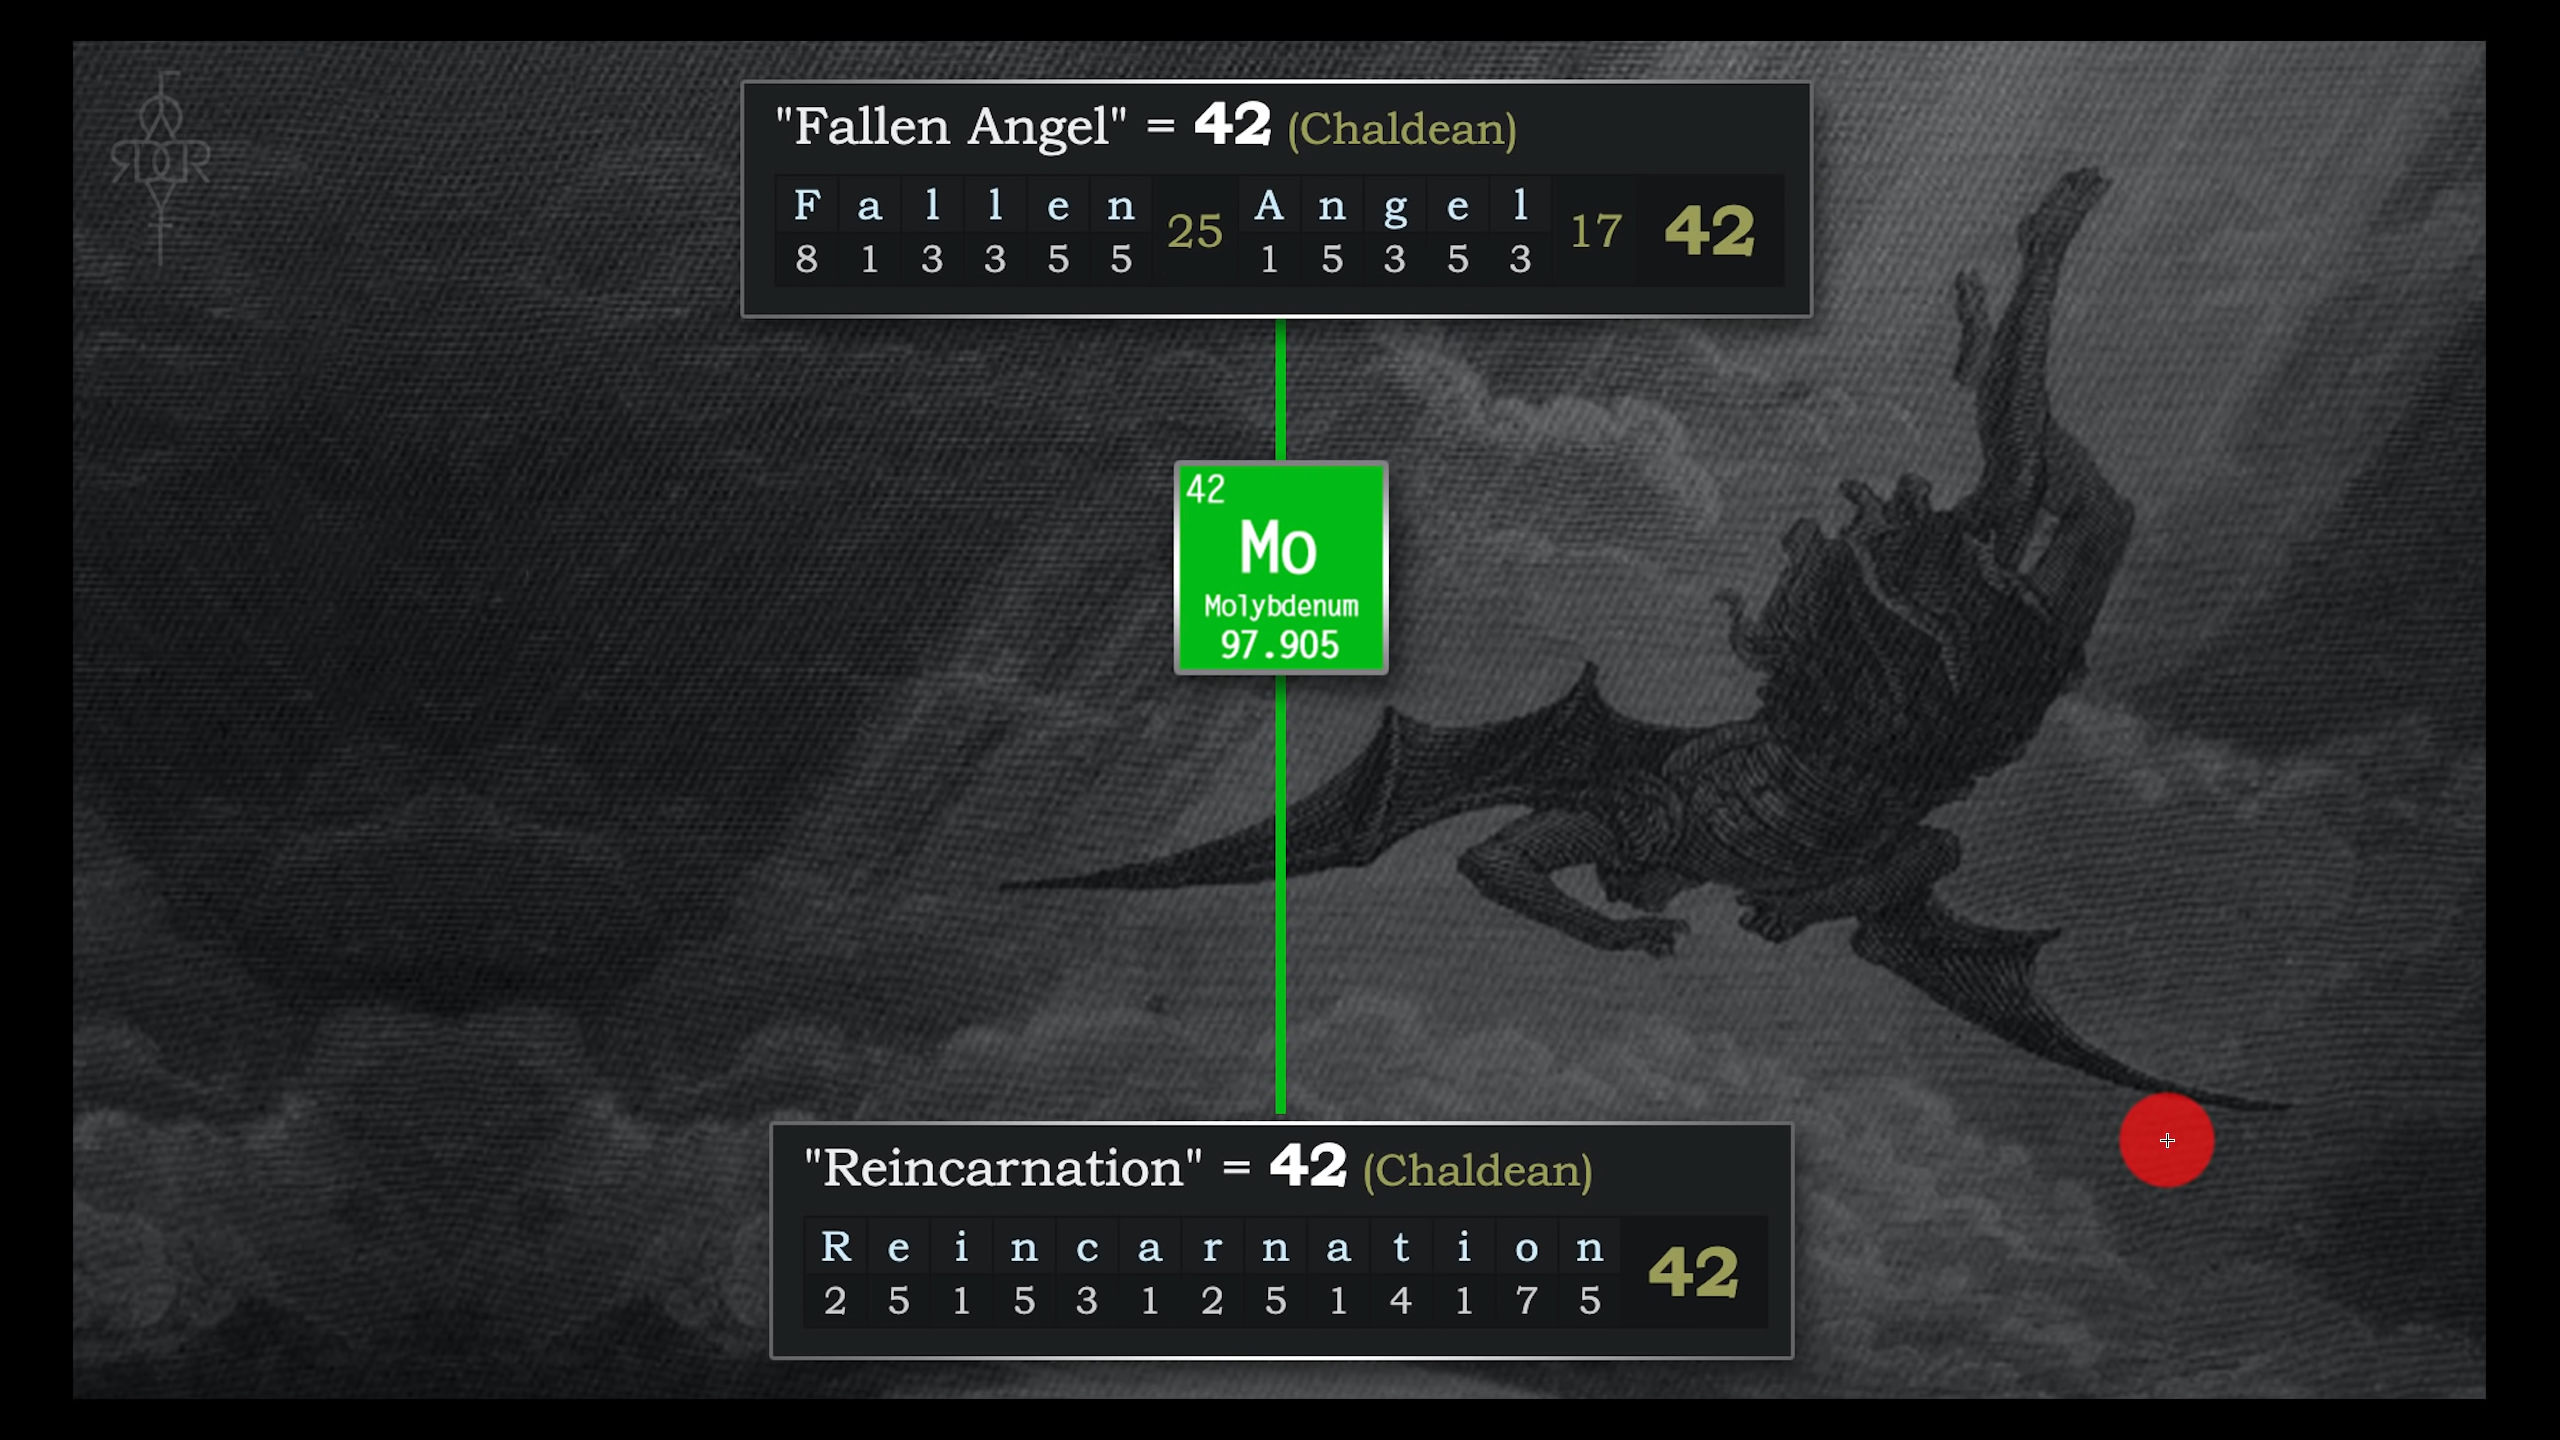 "Fallen Angel" = 42 (Chaldean)
F a l l e n 25 A n g e l 17 42
8 1 3 3 5 5 1 5 3 5 3
42
Mo
Molybdenum
97.905
"Reincarnation" = 42 (Chaldean)
R e i n c a r n a t i o n 42
2 5 1 5 3 1 2 5 1 4 1 7 5